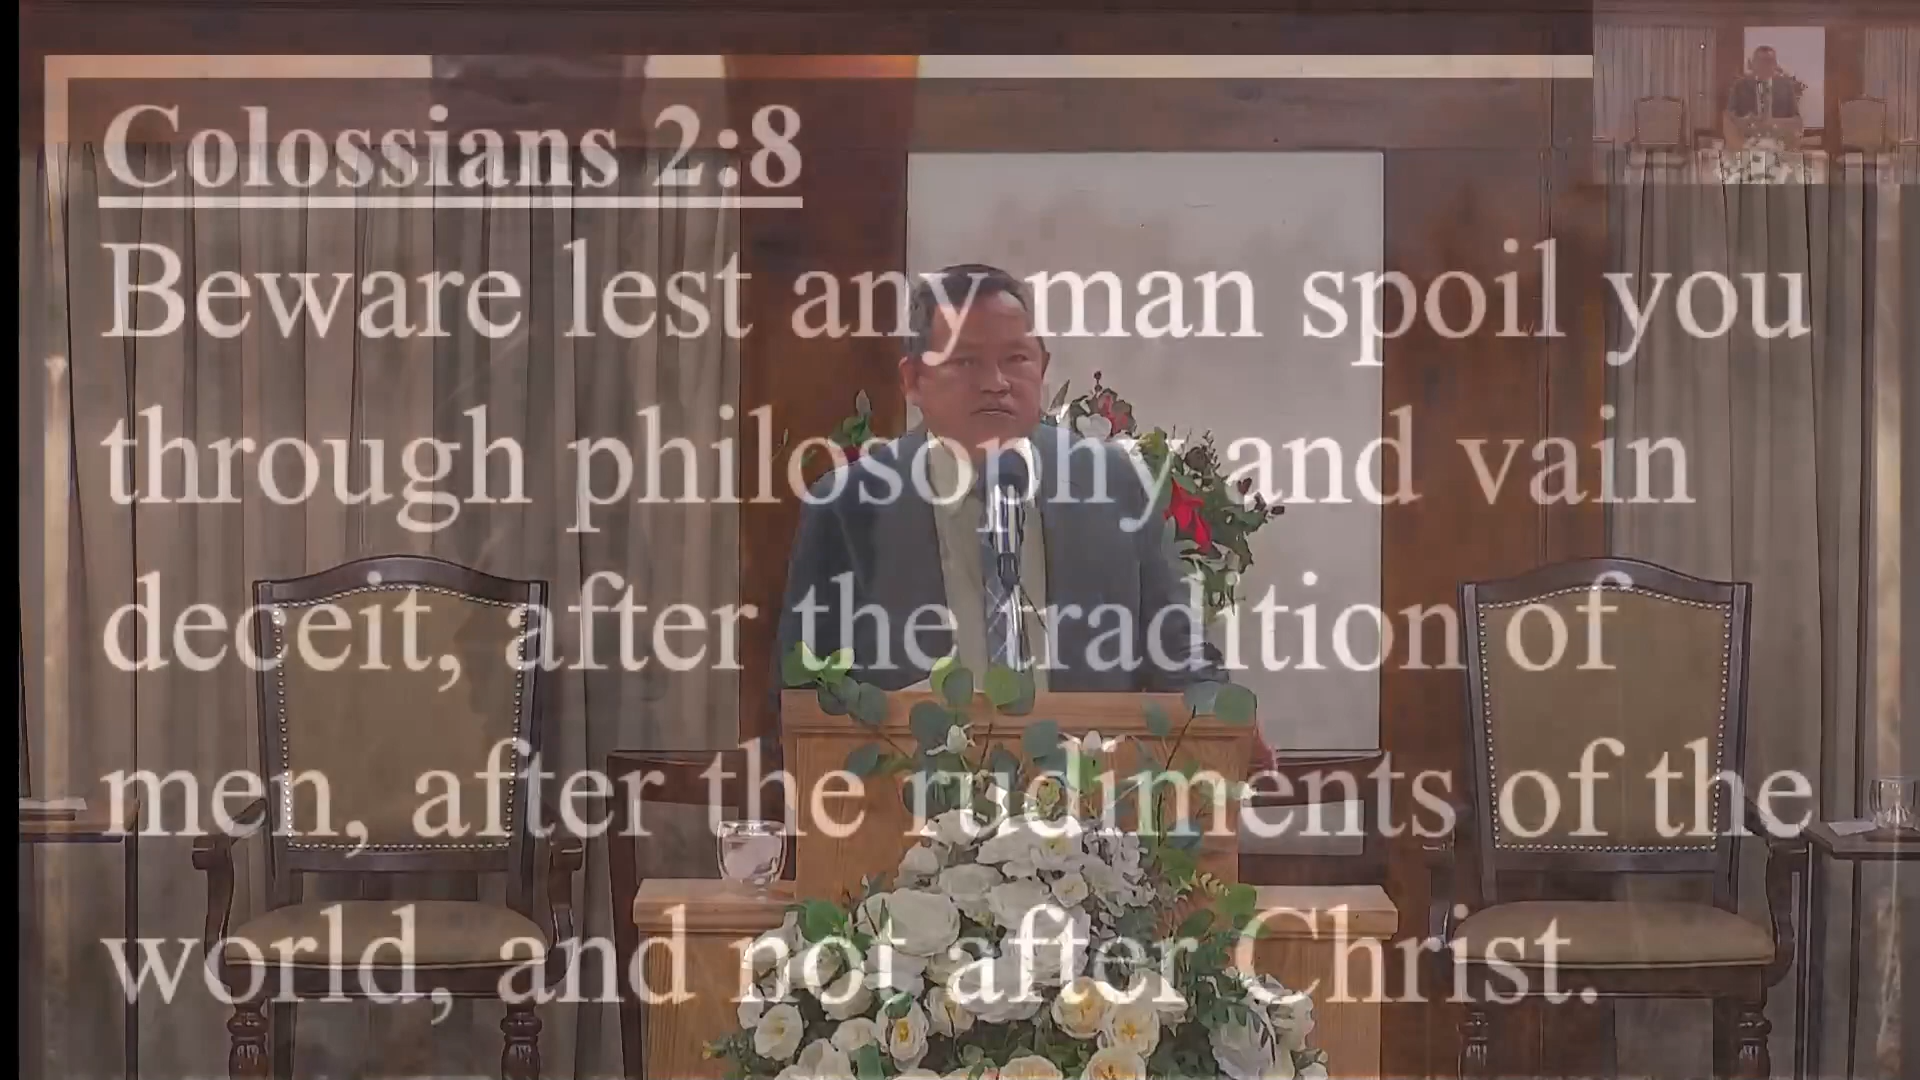 Colossians 2:8
Beware lest any man spoil you
through philosophy and vain
deceit, after the tradition of
men, after the rudiments of the
world, and not after Christ.